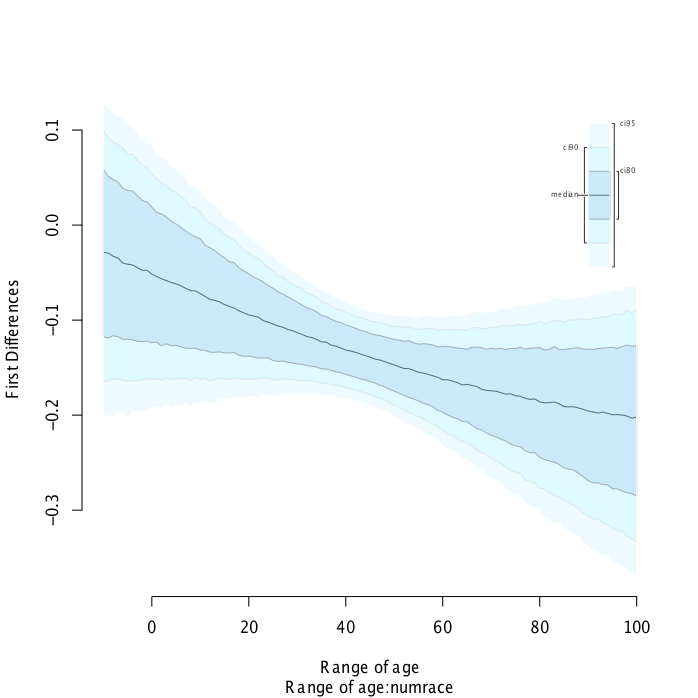 ci95
ci90
ci80
median
0.1
0.0
−0.1
−0.2
−0.3
First Differences
0 20 40 60 80 100
Range of age
Range of age:numrace